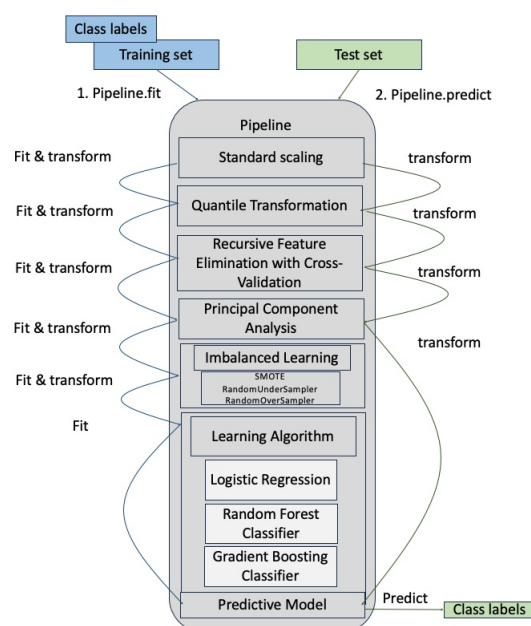 Class labels
Training set
Test set
1. Pipeline.fit
2. Pipeline.predict
Pipeline
Fit & transform
Standard scaling
transform
Fit & transform
Quantile Transformation
transform
Recursive Feature
Elimination with Cross-
Validation
Fit & transform
transform
Principal Component
Analysis
Fit & transform
transform
Imbalanced Learning
Fit & transform
SMOTE
RandomUnderSampler
RandomOverSampler
Fit
Learning Algorithm
Logistic Regression
Random Forest
Classifier
Gradient Boosting
Classifier
Predictive Model
Predict
Class labels